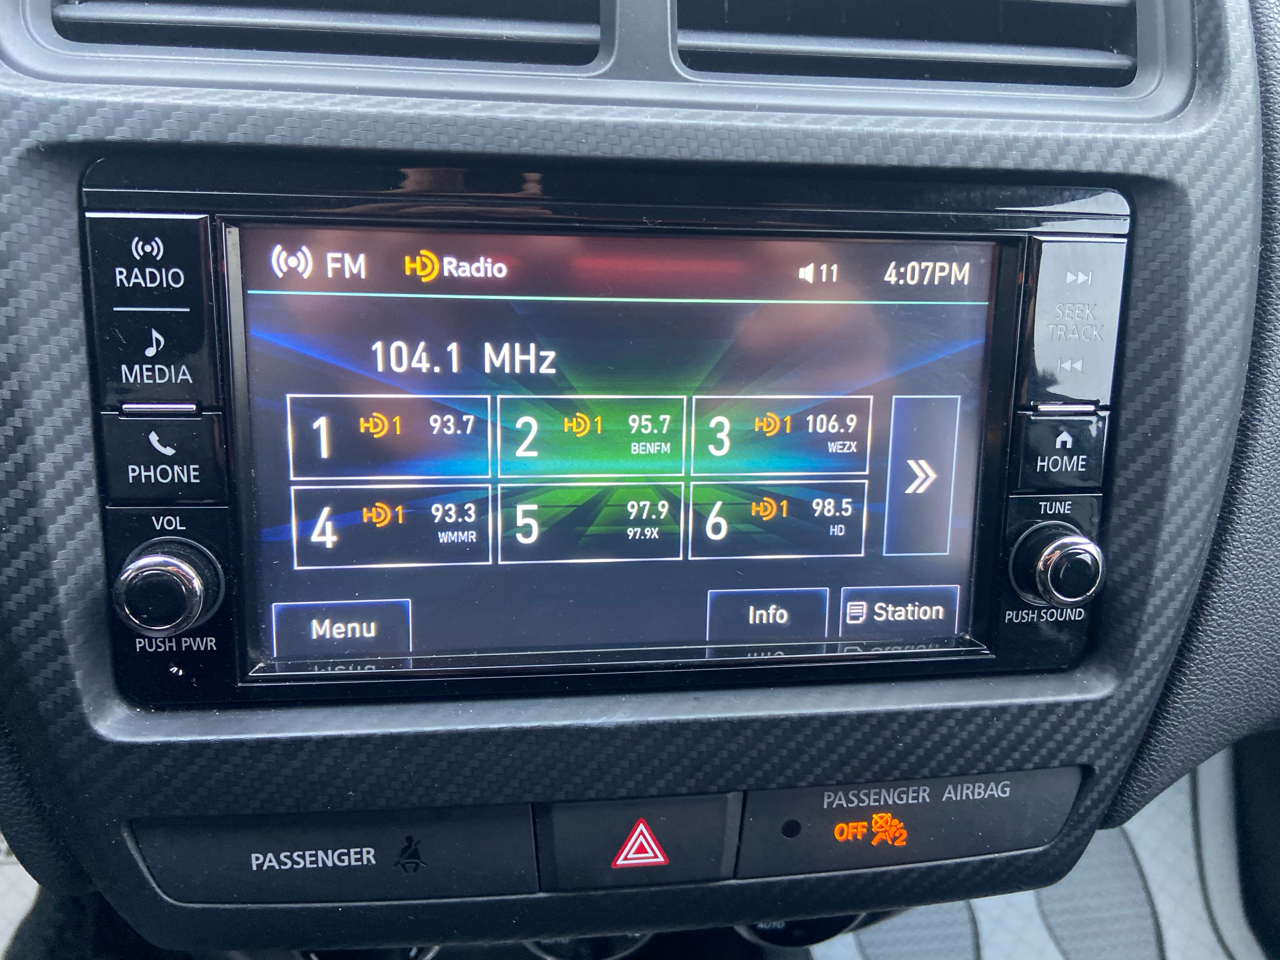 RADIO
MEDIA
PHONE
VOL
PUSH PWR
FM HD Radio 11 4:07PM
104.1 MHz
1 HD1 93.7
2 HD1 95.7
BENFM
3 HD1 106.9
WEZX
4 HD1 93.3
WMMR
5 97.9
97.9X
6 HD1 98.5
HD
Menu
Info
Station
SEEK
TRACK
HOME
TUNE
PUSH SOUND
PASSENGER
PASSENGER AIRBAG
OFF 2
AUTO